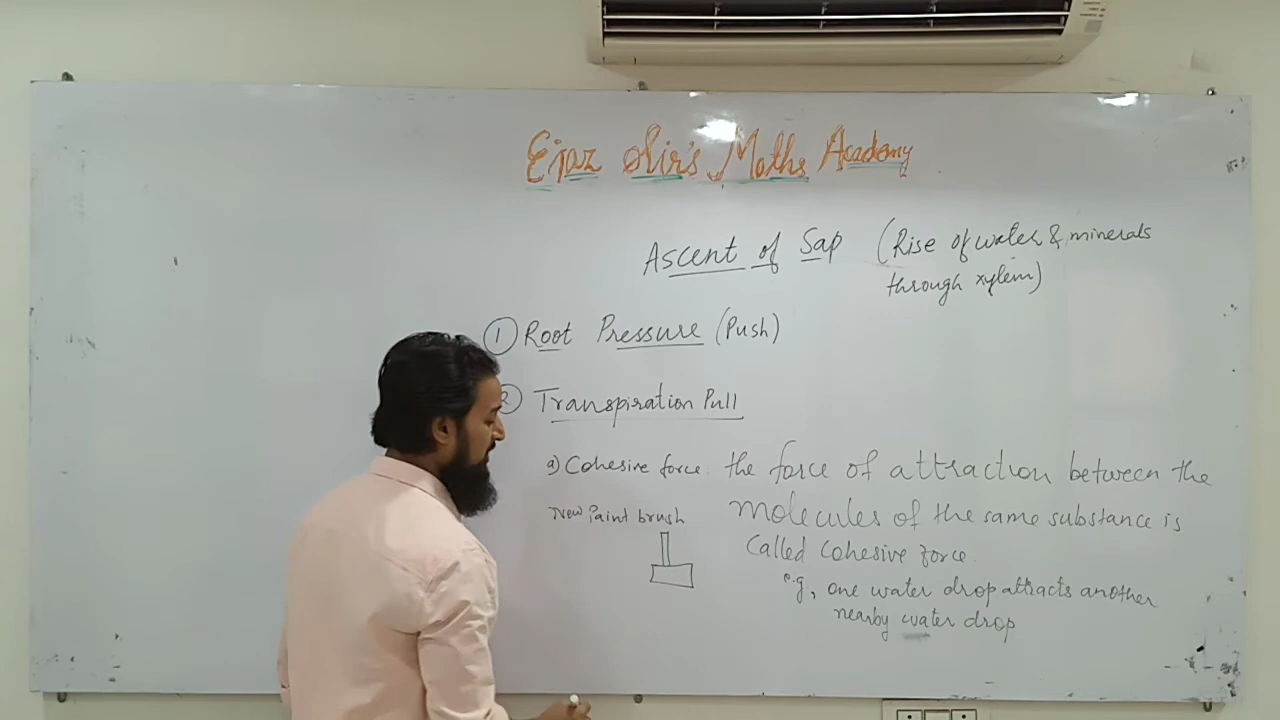 Ejaz Sir's Maths Academy
Ascent of Sap (Rise of water & minerals
through xylem)
1 Root Pressure (Push)
2 Transpiration Pull
a) Cohesive force. the force of attraction between the
molecules of the same substance is
called cohesive force.
New Paint brush
e.g., one water drop attracts another
nearby water drop